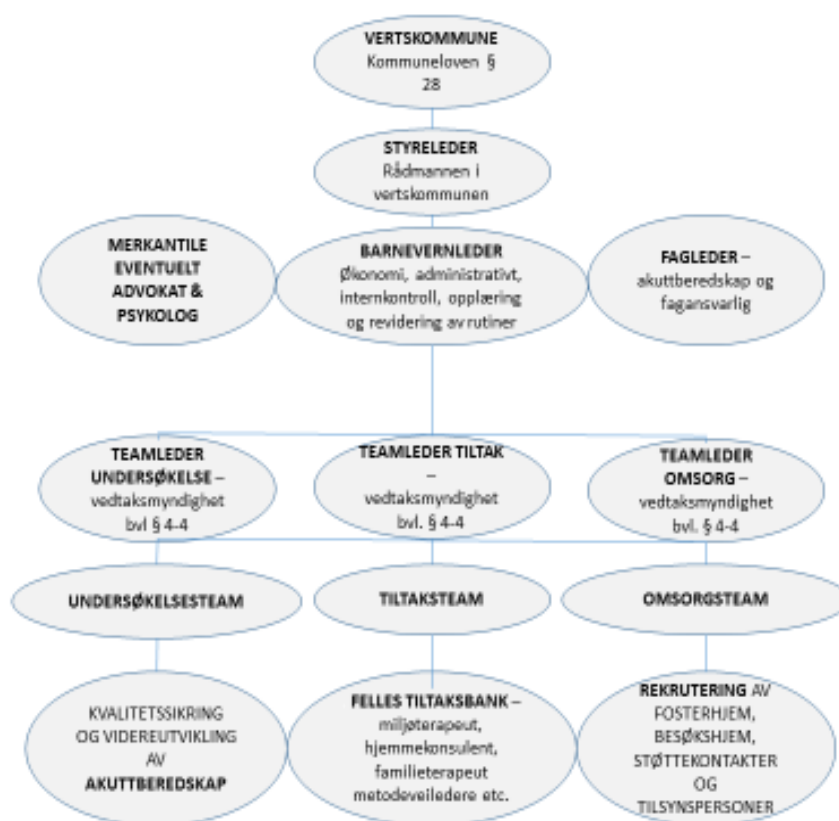 VERTSKOMMUNE
Kommuneloven §
28
STYRELEDER
Rådmannen i
vertskommunen
MERKANTILE
EVENTUELT
ADVOKAT &
PSYKOLOG
BARNEVERNLEDER
Økonomi, administrativt,
internkontroll, opplæring
og revidering av rutiner
FAGLEDER –
akuttberedskap og
fagansvarlig
TEAMLEDER
UNDERSØKELSE –
vedtaksmyndighet
bvl § 4-4
TEAMLEDER TILTAK
–
vedtaksmyndighet
bvl. § 4-4
TEAMLEDER
OMSORG –
vedtaksmyndighet
bvl. § 4-4
UNDERSØKELSESTEAM
TILTAKSTEAM
OMSORGSTEAM
KVALITETSSIKRING
OG VIDEREUTVIKLING
AV
AKUTTBEREDSKAP
FELLES TILTAKSBANK –
miljøterapeut,
hjemmekonsulent,
familieterapeut
metodeveiledere etc.
REKRUTERING AV
FOSTERHJEM,
BESØKSHJEM,
STØTTEKONTAKTER
OG
TILSYNSPERSONER